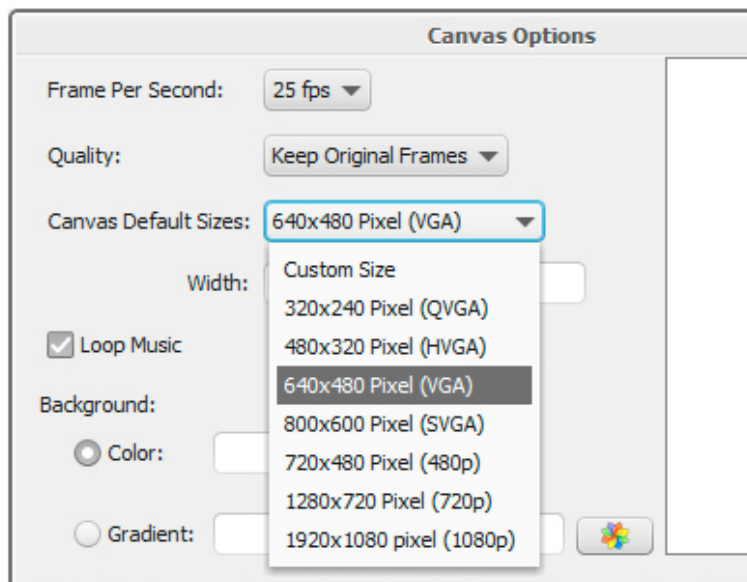 Canvas Options
Frame Per Second: 25 fps
Quality: Keep Original Frames
Canvas Default Sizes: 640x480 Pixel (VGA)
Custom Size
Width:
320x240 Pixel (QVGA)
Loop Music
480x320 Pixel (HVGA)
640x480 Pixel (VGA)
Background:
800x600 Pixel (SVGA)
Color:
720x480 Pixel (480p)
1280x720 Pixel (720p)
Gradient:
1920x1080 pixel (1080p)